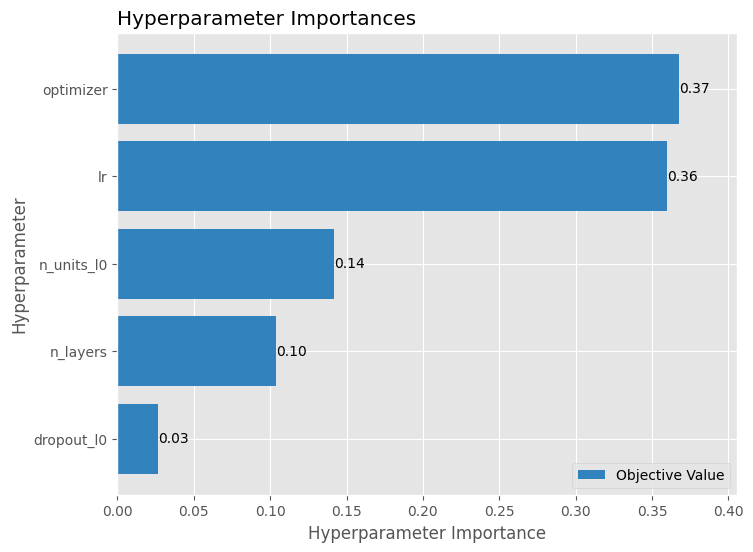 Hyperparameter Importances
Hyperparameter
optimizer
0.37
lr
0.36
n_units_l0
0.14
n_layers
0.10
dropout_l0
0.03
Objective Value
0.00 0.05 0.10 0.15 0.20 0.25 0.30 0.35 0.40
Hyperparameter Importance